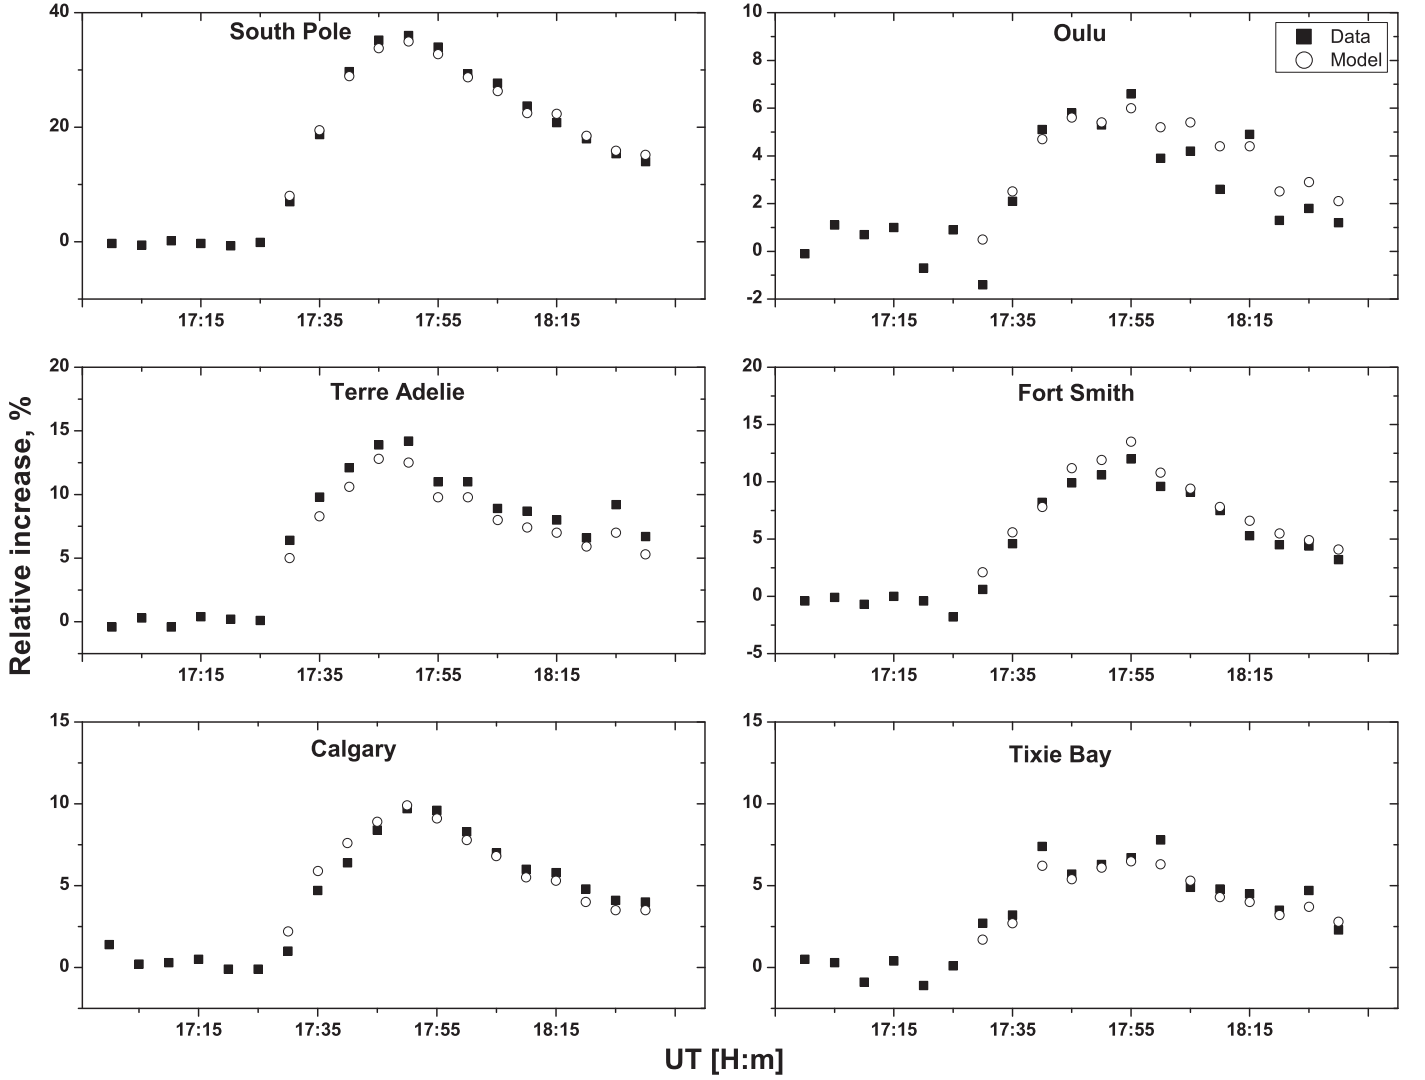 South Pole
40
20
0
17:15 17:35 17:55 18:15
Oulu
Data
Model
10
8
6
4
2
0
-2
17:15 17:35 17:55 18:15
Relative increase, %
Terre Adelie
20
15
10
5
0
17:15 17:35 17:55 18:15
Fort Smith
20
15
10
5
0
-5
17:15 17:35 17:55 18:15
Calgary
15
10
5
0
17:15 17:35 17:55 18:15
Tixie Bay
15
10
5
0
17:15 17:35 17:55 18:15
UT [H:m]